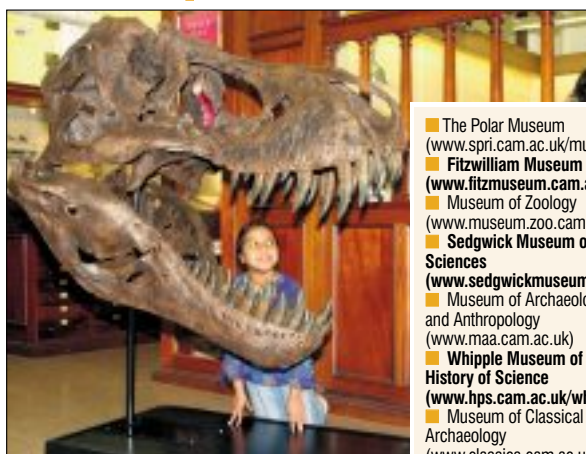 The Polar Museum
(www.spri.cam.ac.uk/mu
Fitzwilliam Museum
(www.fitzmuseum.cam.a
Museum of Zoology
(www.museum.zoo.cam
Sedgwick Museum o
Sciences
(www.sedgwickmuseum
Museum of Archaeolo
and Anthropology
(www.maa.cam.ac.uk)
Whipple Museum of
History of Science
(www.hps.cam.ac.uk/wh
Museum of Classical
Archaeology